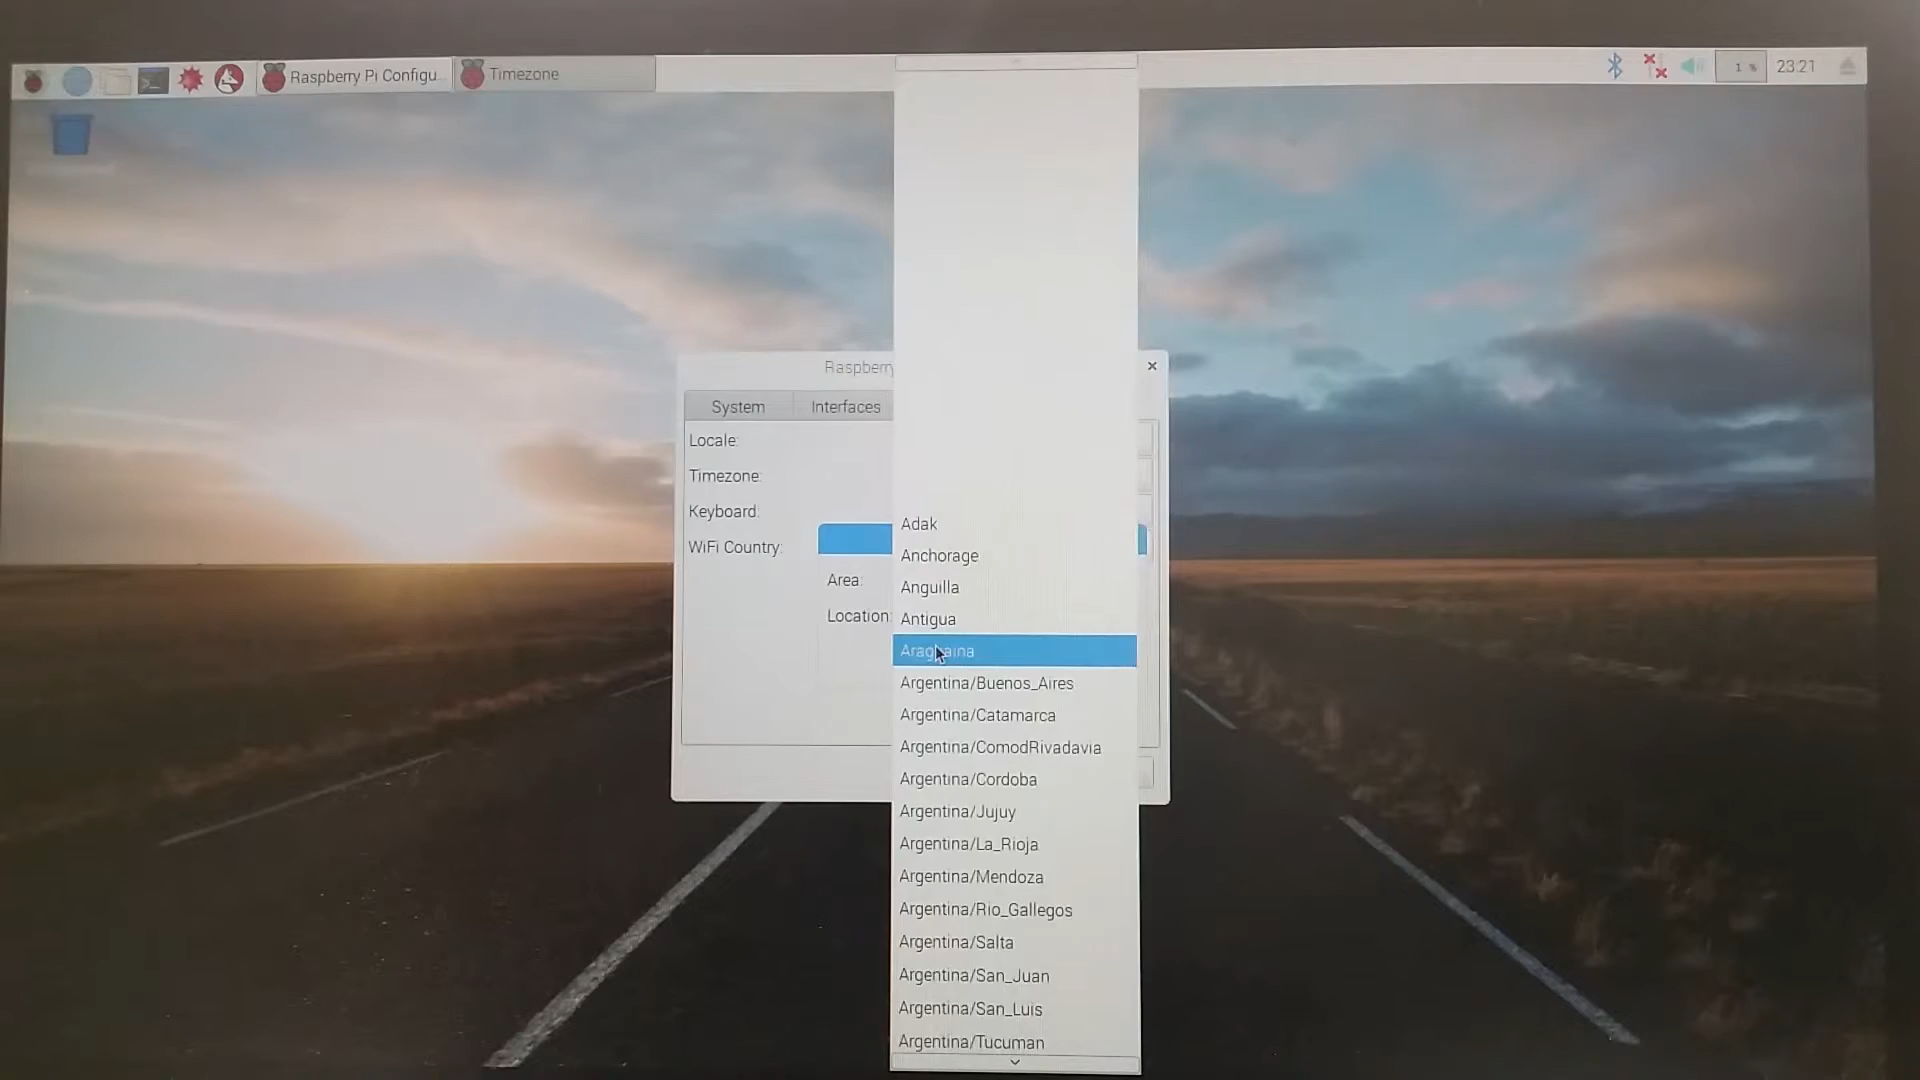 Raspberry Pi Configu...
Timezone
1 %
23:21
Raspberry
System
Interfaces
Locale:
Timezone:
Keyboard:
WiFi Country:
Area:
Location:
Adak
Anchorage
Anguilla
Antigua
Araguaina
Argentina/Buenos_Aires
Argentina/Catamarca
Argentina/ComodRivadavia
Argentina/Cordoba
Argentina/Jujuy
Argentina/La_Rioja
Argentina/Mendoza
Argentina/Rio_Gallegos
Argentina/Salta
Argentina/San_Juan
Argentina/San_Luis
Argentina/Tucuman